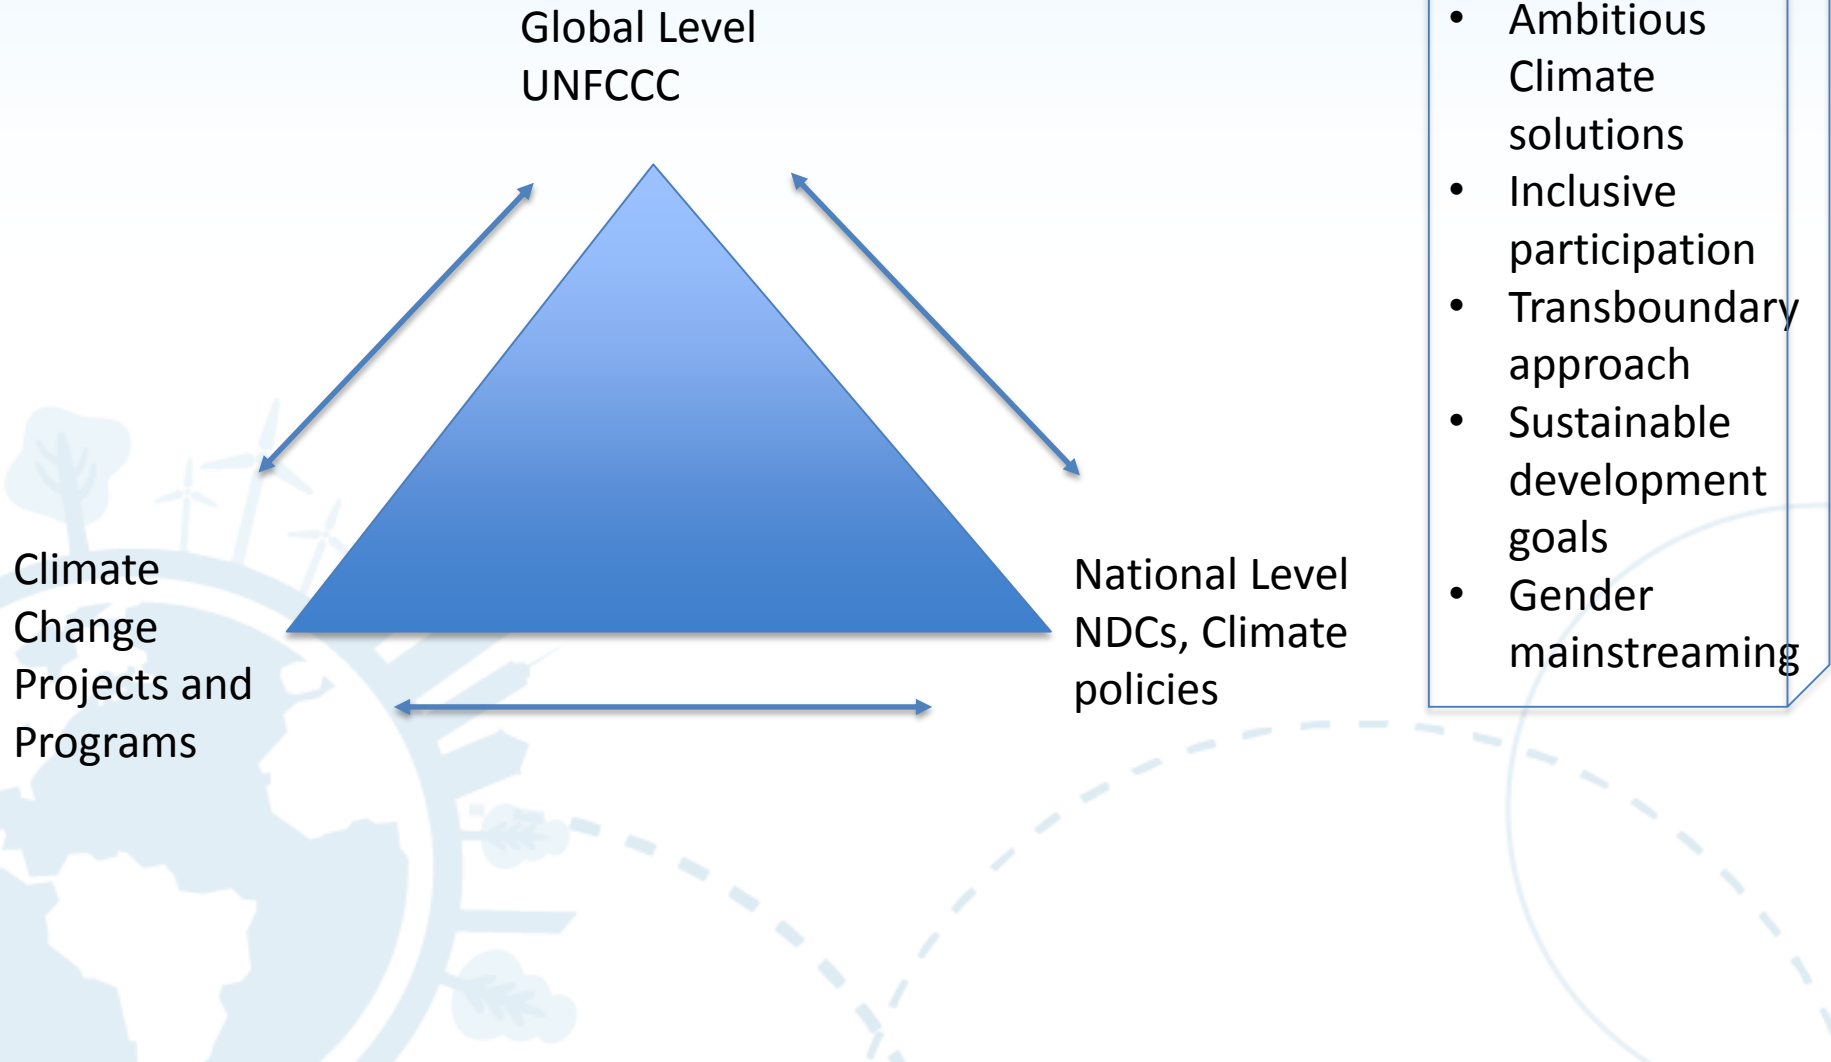 Global Level
UNFCCC
Climate
Change
Projects and
Programs
National Level
NDCs, Climate
policies
• Ambitious
Climate
solutions
• Inclusive
participation
• Transboundary
approach
• Sustainable
development
goals
• Gender
mainstreaming